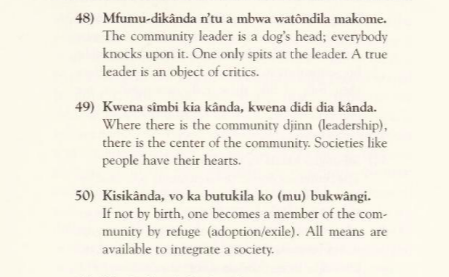 48) Mfumu-dikânda n'tu a mbwa watôndila makome.
The community leader is a dog's head; everybody
knocks upon it. One only spits at the leader. A true
leader is an object of critics.
49) Kwena sîmbi kia kânda, kwena didi dia kânda.
Where there is the community djinn (leadership),
there is the center of the community. Societies like
people have their hearts.
50) Kisikânda, vo ka butukila ko (mu) bukwângi.
If not by birth, one becomes a member of the com-
munity by refuge (adoption/exile). All means are
available to integrate a society.